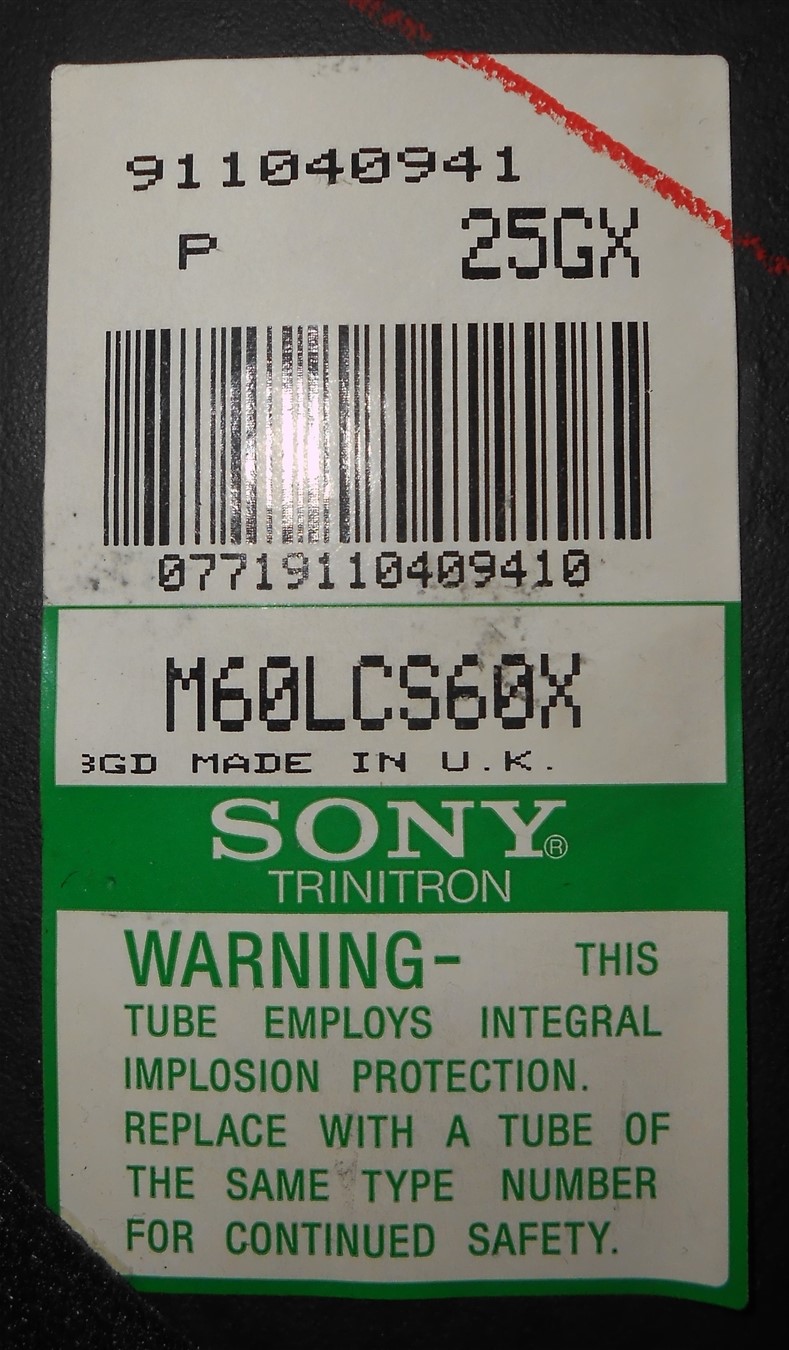 911040941
P 25GX
07719110409410
M60LCS60X
3GD MADE IN U.K.
SONY®
TRINITRON
WARNING- THIS
TUBE EMPLOYS INTEGRAL
IMPLOSION PROTECTION.
REPLACE WITH A TUBE OF
THE SAME TYPE NUMBER
FOR CONTINUED SAFETY.